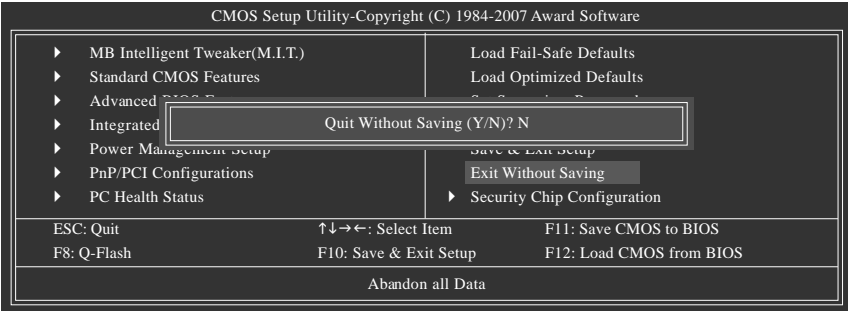 CMOS Setup Utility-Copyright (C) 1984-2007 Award Software
MB Intelligent Tweaker(M.I.T.)
Standard CMOS Features
Advanced
Integrated
Power Management Setup
PnP/PCI Configurations
PC Health Status
Load Fail-Safe Defaults
Load Optimized Defaults
Save & Exit Setup
Exit Without Saving
Security Chip Configuration
Quit Without Saving (Y/N)? N
ESC: Quit ↑↓→←: Select Item F11: Save CMOS to BIOS
F8: Q-Flash F10: Save & Exit Setup F12: Load CMOS from BIOS
Abandon all Data